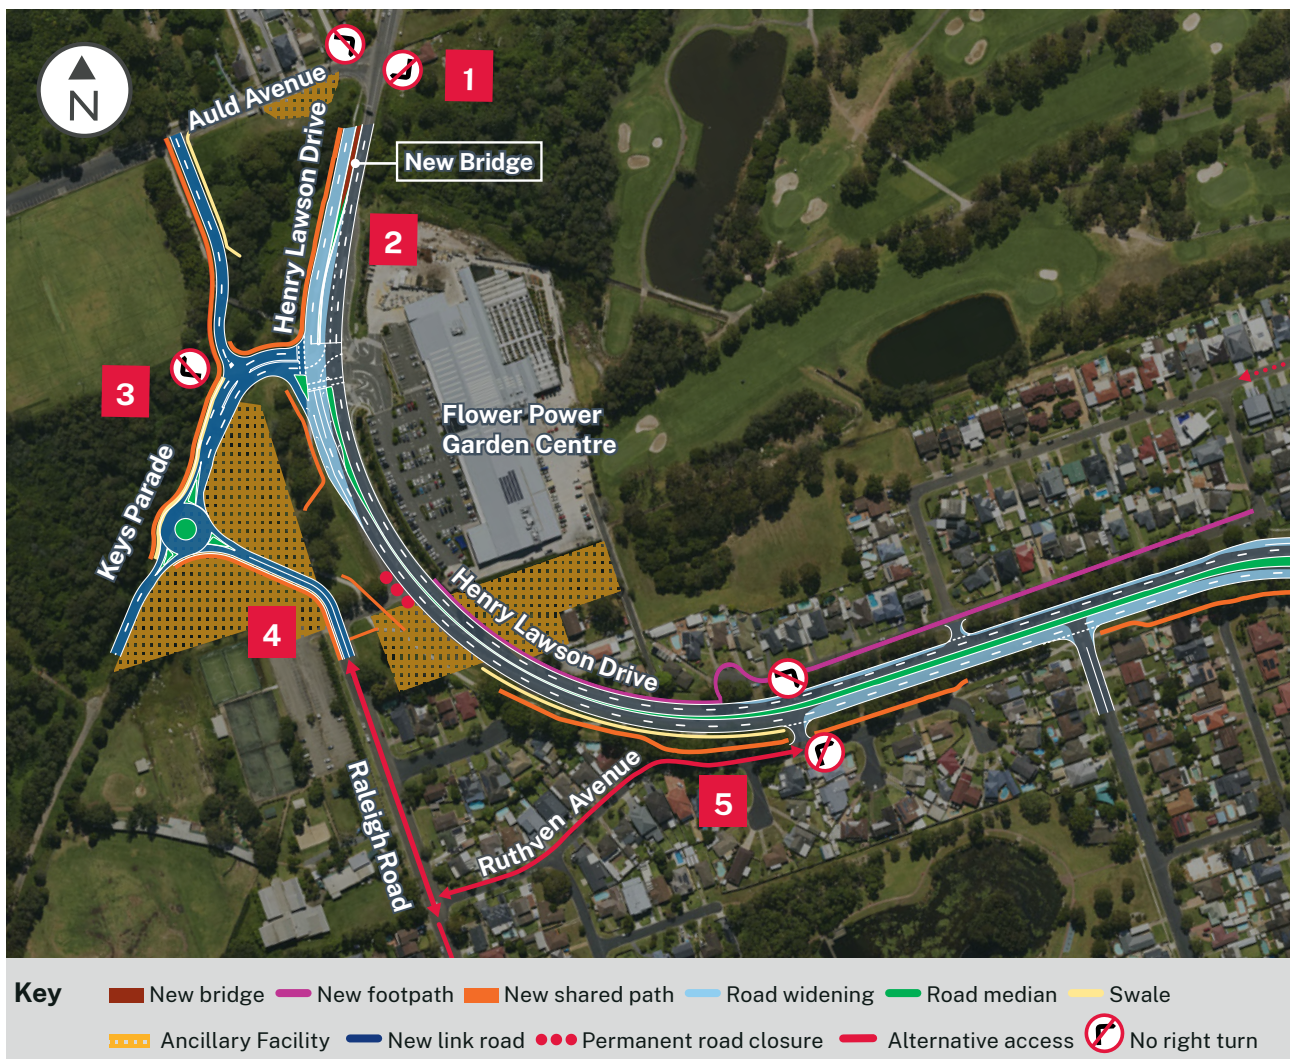 N
Auld Avenue
1
Henry Lawson Drive
New Bridge
2
3
Flower Power
Garden Centre
Keys Parade
4
Henry Lawson Drive
Raleigh Road
Ruthven Avenue
5
Key
New bridge
New footpath
New shared path
Road widening
Road median
Swale
Ancillary Facility
New link road
Permanent road closure
Alternative access
No right turn